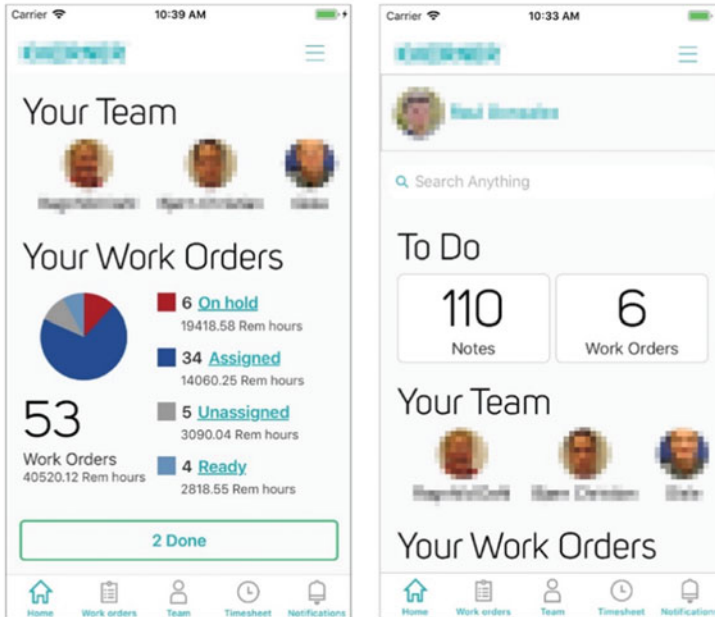 Carrier 10:39 AM
Your Team
Your Work Orders
6 On hold
19418.58 Rem hours
34 Assigned
14060.25 Rem hours
5 Unassigned
3090.04 Rem hours
4 Ready
2818.55 Rem hours
53
Work Orders
40520.12 Rem hours
2 Done
Home Work orders Team Timesheet Notifications
Carrier 10:33 AM
Search Anything
To Do
110
Notes
6
Work Orders
Your Team
Your Work Orders
Home Work orders Team Timesheet Notifications